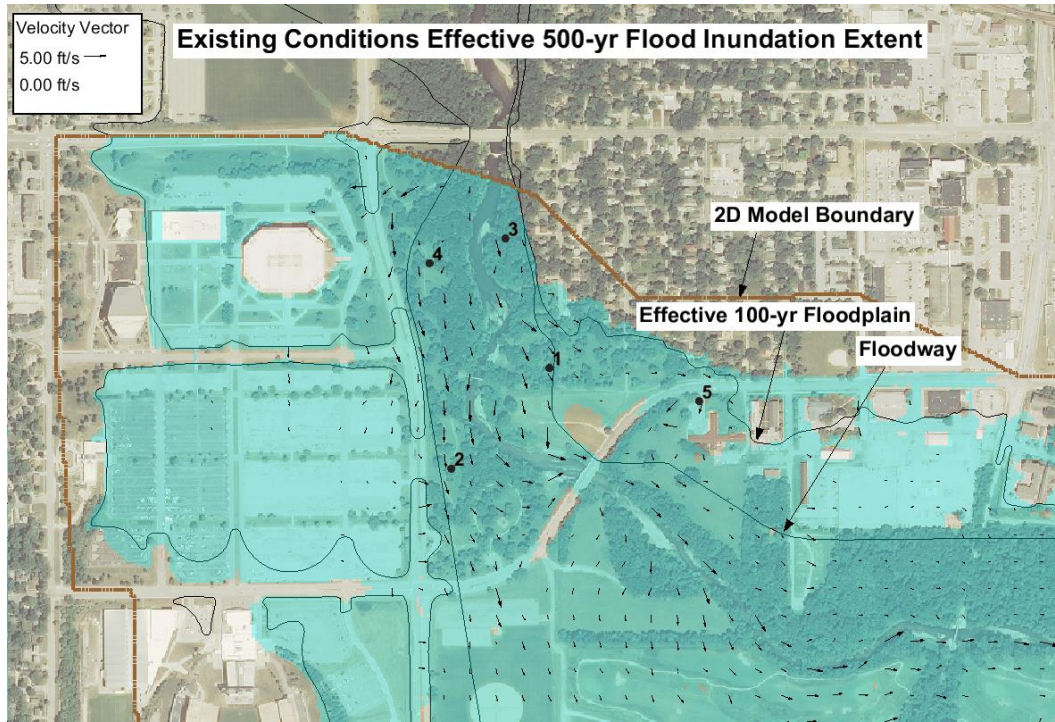 Velocity Vector
5.00 ft/s
0.00 ft/s
Existing Conditions Effective 500-yr Flood Inundation Extent
3
2D Model Boundary
4
Effective 100-yr Floodplain
Floodway
1
5
2